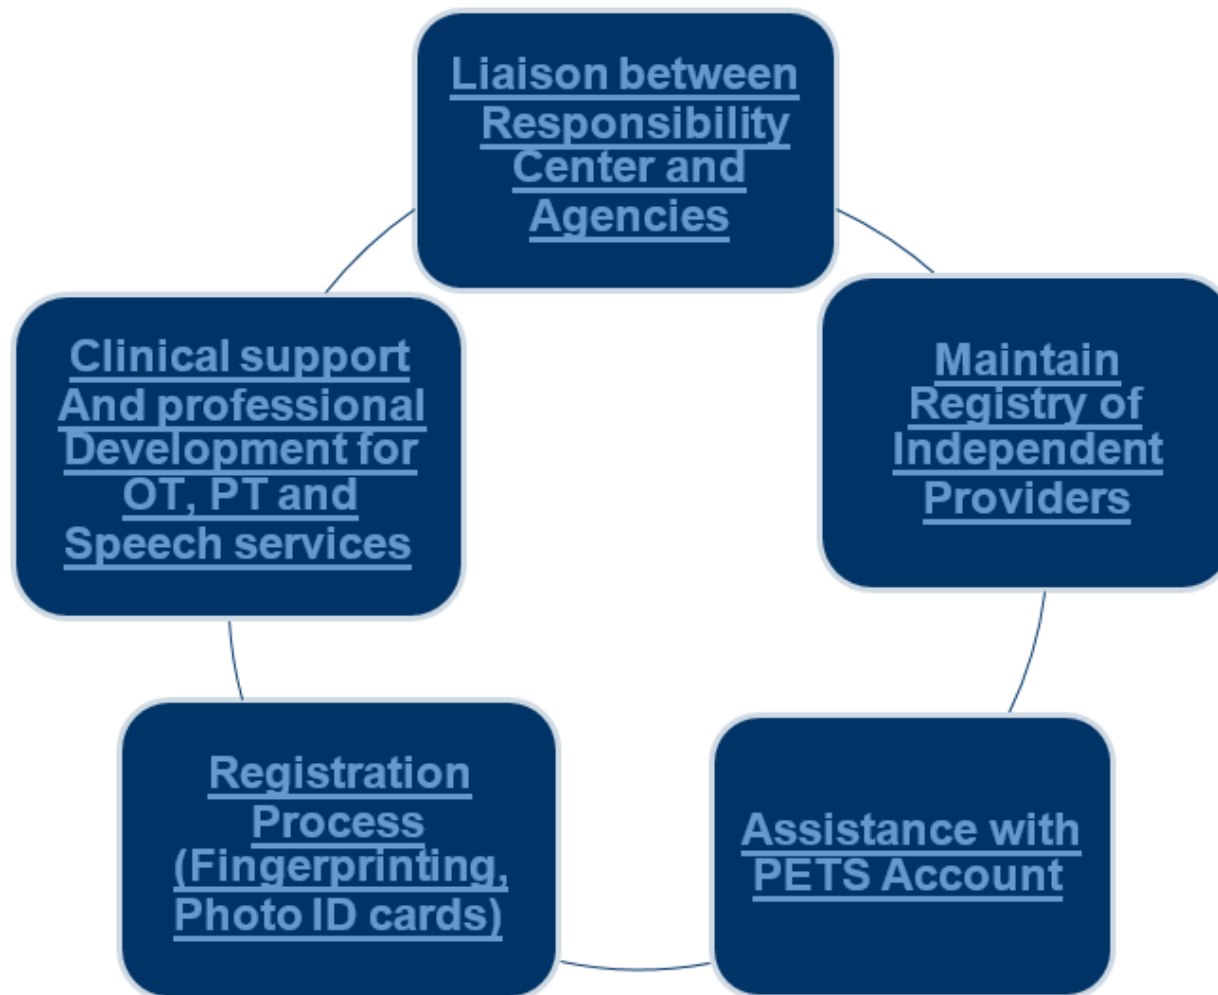 Liaison between
Responsibility
Center and
Agencies
Maintain
Registry of
Independent
Providers
Assistance with
PETS Account
Registration
Process
(Fingerprinting,
Photo ID cards)
Clinical support
And professional
Development for
OT, PT and
Speech services